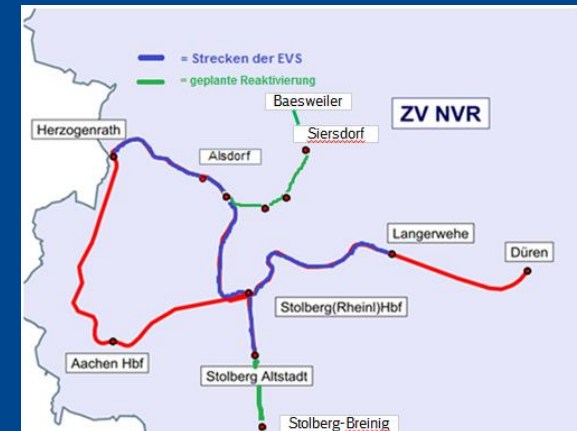 = Strecken der EVS
= geplante Reaktivierung
Baesweiler
ZV NVR
Siersdorf
Herzogenrath
Alsdorf
Langerwehe
Düren
Stolberg(Rheinl)Hbf
Aachen Hbf
Stolberg Altstadt
Stolberg-Breinig